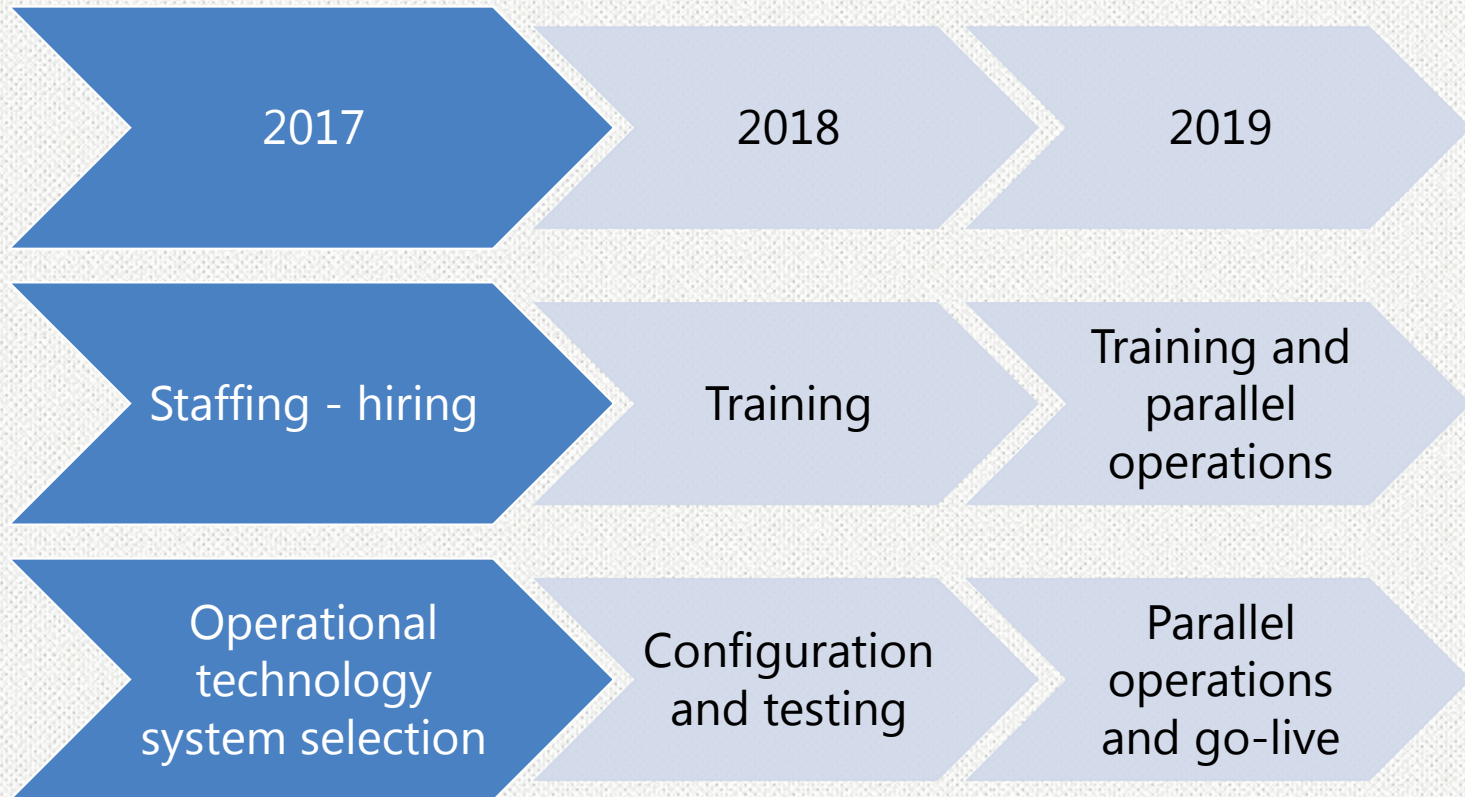 2017
2018
2019
Staffing - hiring
Training
Training and
parallel
operations
Operational
technology
system selection
Configuration
and testing
Parallel
operations
and go-live